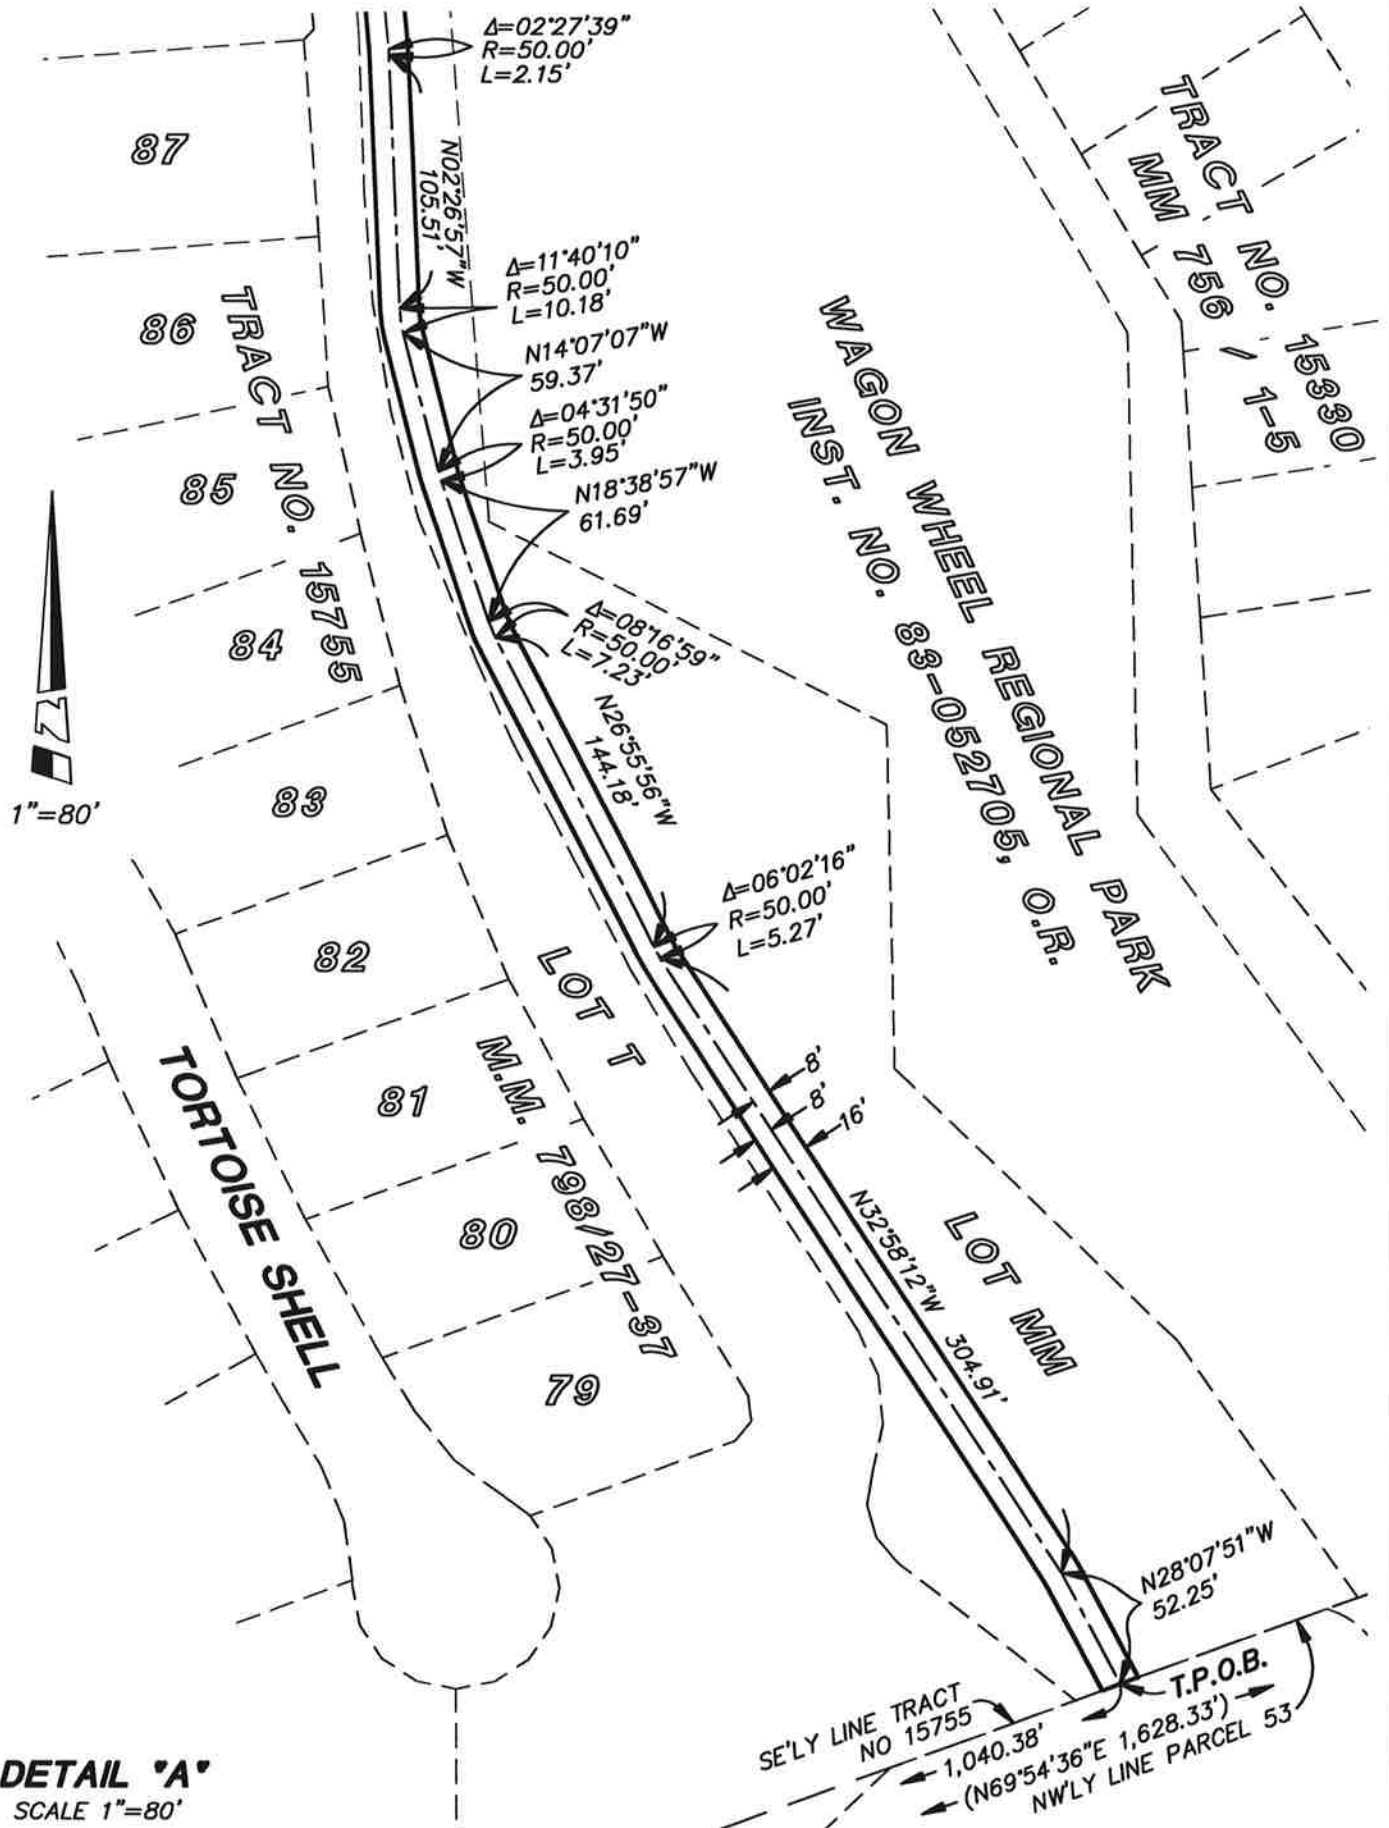 Δ=02°27'39"
R=50.00'
L=2.15'
87
N02°26'57"W
105.51'
Δ=11°40'10"
R=50.00'
L=10.18'
86
N14°07'07"W
59.37'
Δ=04°31'50"
R=50.00'
L=3.95'
85
N18°38'57"W
61.69'
TRACT NO. 15755
84
Δ=08°16'59"
R=50.00'
L=7.23'
TRACT NO. 15330
MM 756 / 1-5
WAGON WHEEL REGIONAL PARK
INST. NO. 83-052705, O.R.
N
1"=80'
83
N26°55'56"W
144.18'
82
Δ=06°02'16"
R=50.00'
L=5.27'
LOT T
81
M.M. 798/27-37
8'
8'
16'
TORTOISE SHELL
80
79
N32°58'12"W 304.91'
LOT MM
N28°07'51"W
52.25'
T.P.O.B.
SE'LY LINE TRACT
NO 15755
1,040.38'
(N69°54'36"E 1,628.33')
NW'LY LINE PARCEL 53
DETAIL "A"
SCALE 1"=80'